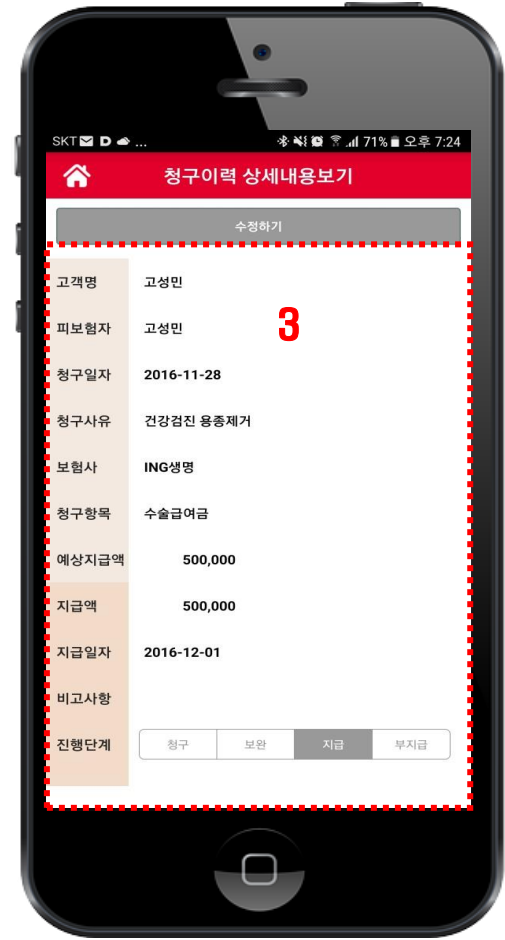 SKT D ... 71% 오후 7:24
청구이력 상세내용보기
수정하기
3
고객명 고성민
피보험자 고성민
청구일자 2016-11-28
청구사유 건강검진 용종제거
보험사 ING생명
청구항목 수술급여금
예상지급액 500,000
지급액 500,000
지급일자 2016-12-01
비고사항
진행단계 청구 보완 지급 부지급